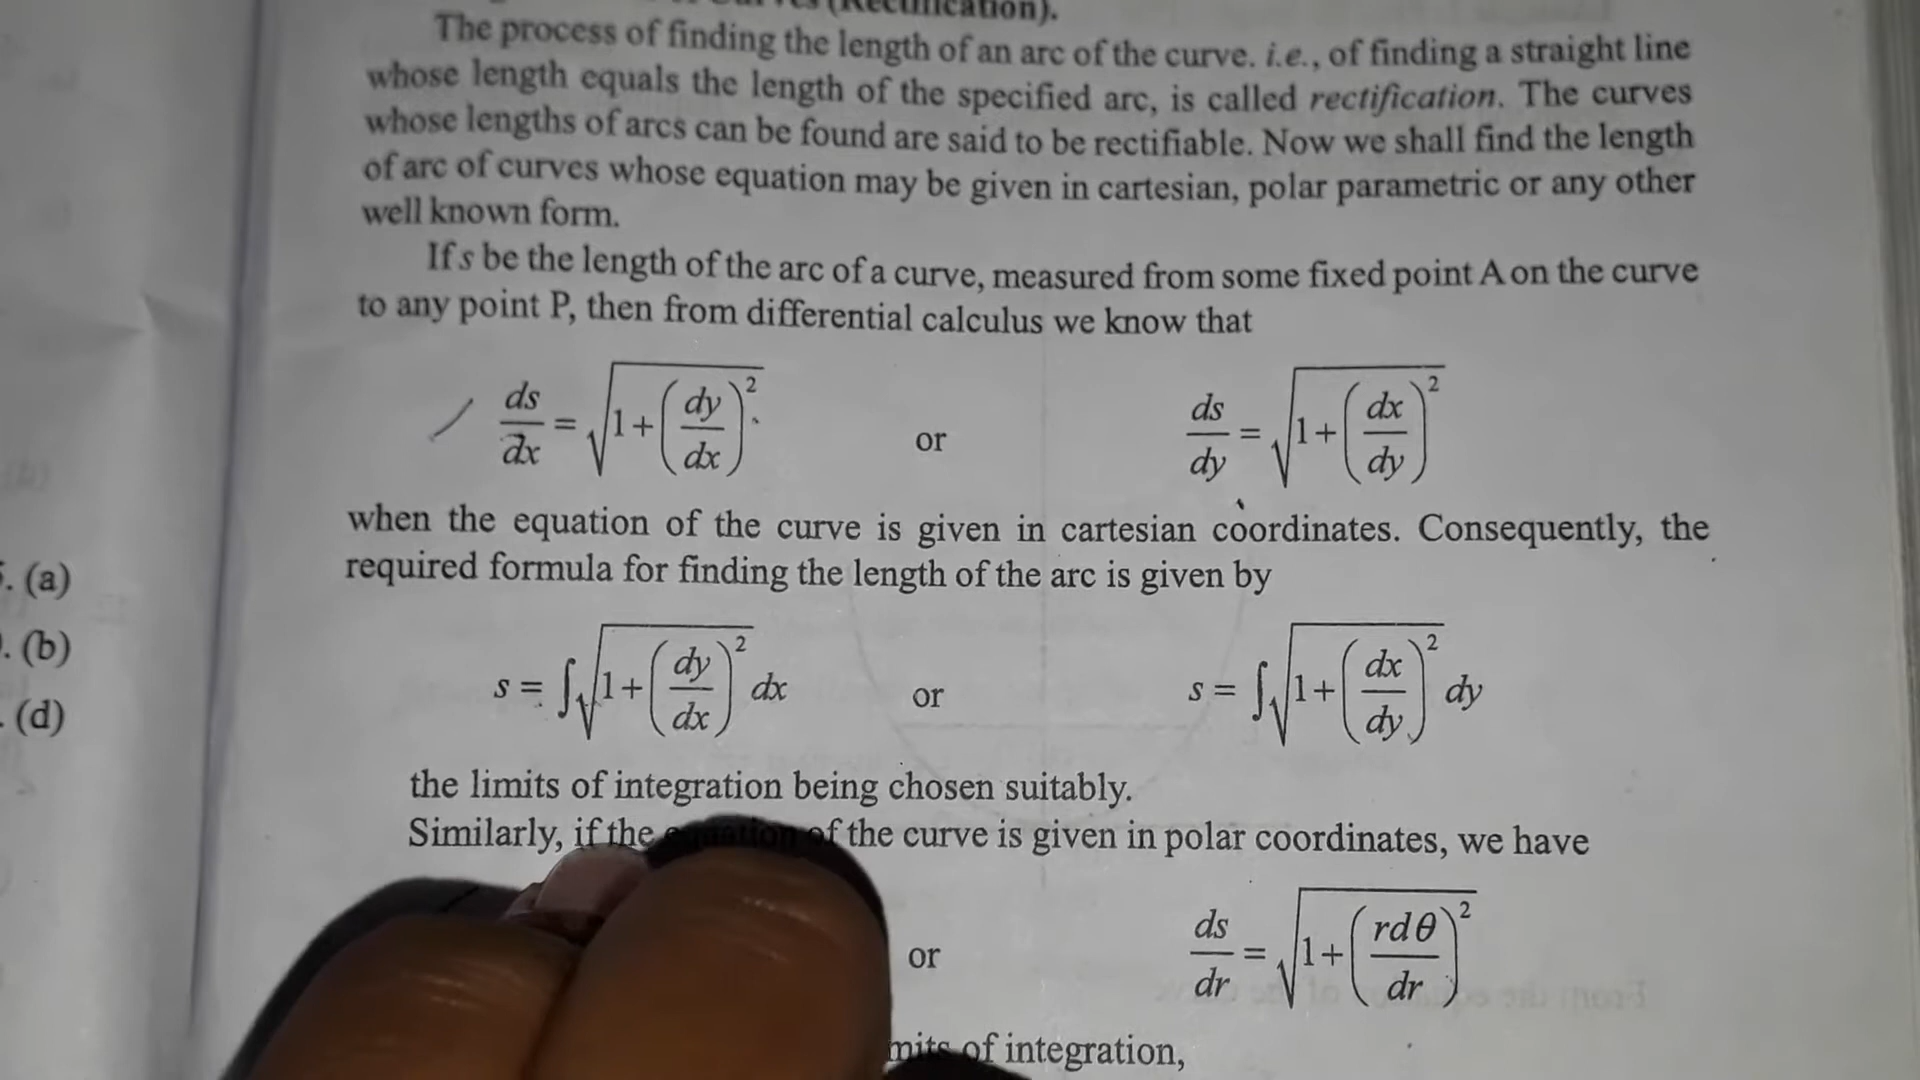 Curves (Rectification).
The process of finding the length of an arc of the curve. i.e., of finding a straight line
whose length equals the length of the specified arc, is called rectification. The curves
whose lengths of arcs can be found are said to be rectifiable. Now we shall find the length
of arc of curves whose equation may be given in cartesian, polar parametric or any other
well known form.
If s be the length of the arc of a curve, measured from some fixed point A on the curve
to any point P, then from differential calculus we know that
ds/dx = √(1+(dy/dx)²). or ds/dy = √(1+(dx/dy)²)
when the equation of the curve is given in cartesian coordinates. Consequently, the
required formula for finding the length of the arc is given by
s = ∫√(1+(dy/dx)²) dx or s = ∫√(1+(dx/dy)²) dy
the limits of integration being chosen suitably.
Similarly, if the equation of the curve is given in polar coordinates, we have
or ds/dr = √(1+(rdθ/dr)²)
of integration,
. (a)
. (b)
. (d)